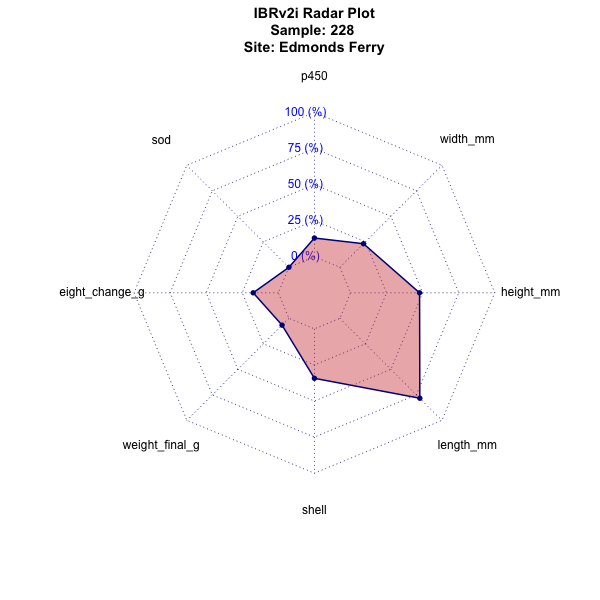 IBRv2i Radar Plot
Sample: 228
Site: Edmonds Ferry
p450
100 (%)
sod
width_mm
75 (%)
50 (%)
25 (%)
0 (%)
eight_change_g
height_mm
weight_final_g
length_mm
shell